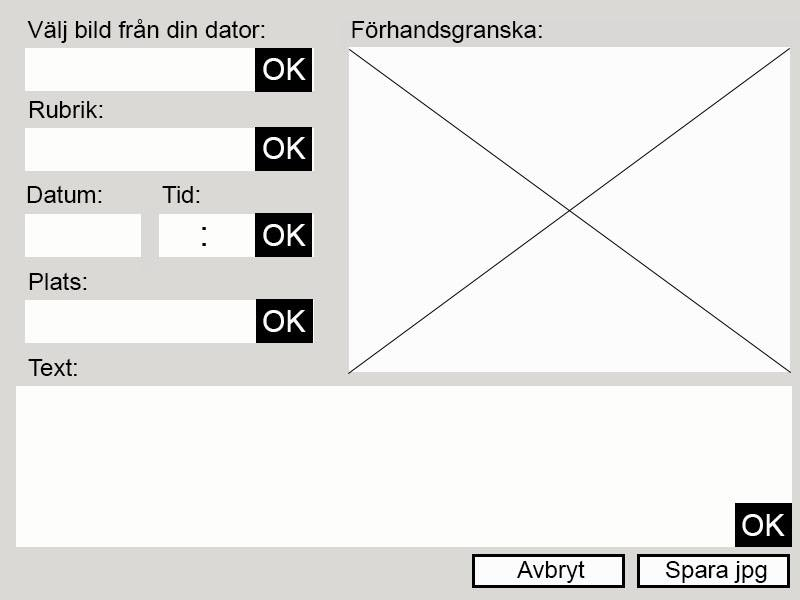 Välj bild från din dator:
OK
Rubrik:
OK
Datum: Tid:
: OK
Plats:
OK
Förhandsgranska:
Text:
OK
Avbryt Spara jpg